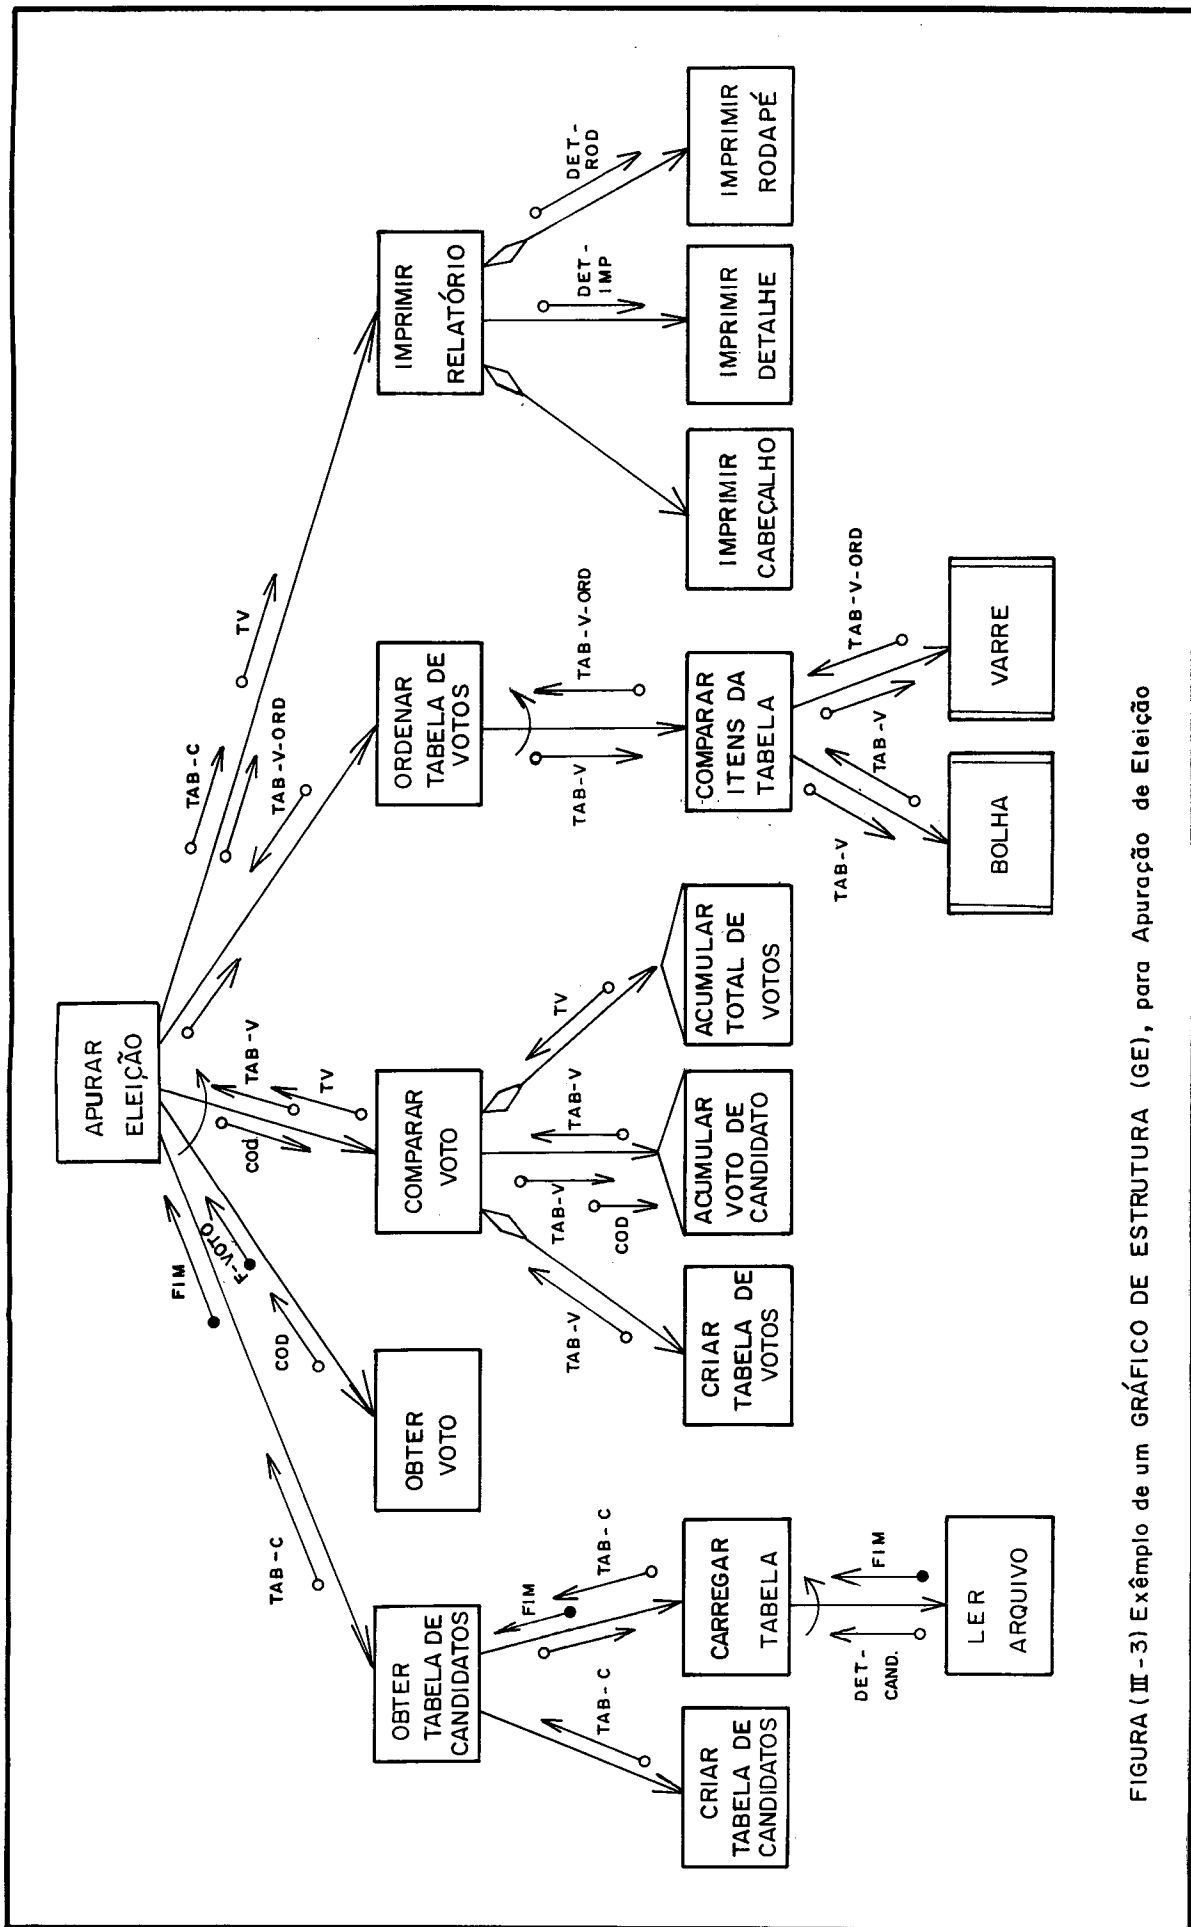 APURAR
ELEIÇÃO
TAB-C
FIM
COD
F-VOTO
COD
TAB-V
TV
TAB-V-ORD
TAB-C
TV
OBTER
TABELA DE
CANDIDATOS
OBTER
VOTO
COMPARAR
VOTO
ORDENAR
TABELA DE
VOTOS
IMPRIMIR
RELATÓRIO
TAB-C
FIM
TAB-C
TAB-V
TAB-V
COD
TAB-V
TV
TAB-V
TAB-V-ORD
DET-
IMP
DET-
ROD
CRIAR
TABELA DE
CANDIDATOS
CARREGAR
TABELA
CRIAR
TABELA DE
VOTOS
ACUMULAR
VOTO DE
CANDIDATO
ACUMULAR
TOTAL DE
VOTOS
COMPARAR
ITENS DA
TABELA
IMPRIMIR
CABEÇALHO
IMPRIMIR
DETALHE
IMPRIMIR
RODAPÉ
DET-
CAND.
FIM
TAB-V
TAB-V
TAB-V-ORD
LER
ARQUIVO
BOLHA
VARRE
FIGURA (III-3) Exêmplo de um GRÁFICO DE ESTRUTURA (GE), para Apuração de Eleição